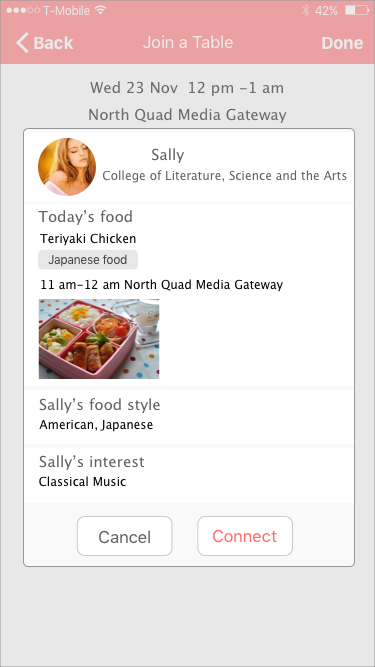 T-Mobile 42%
Back Join a Table Done
Wed 23 Nov 12 pm -1 am
North Quad Media Gateway
Sally
College of Literature, Science and the Arts
Today's food
Teriyaki Chicken
Japanese food
11 am-12 am North Quad Media Gateway
Sally's food style
American, Japanese
Sally's interest
Classical Music
Cancel Connect